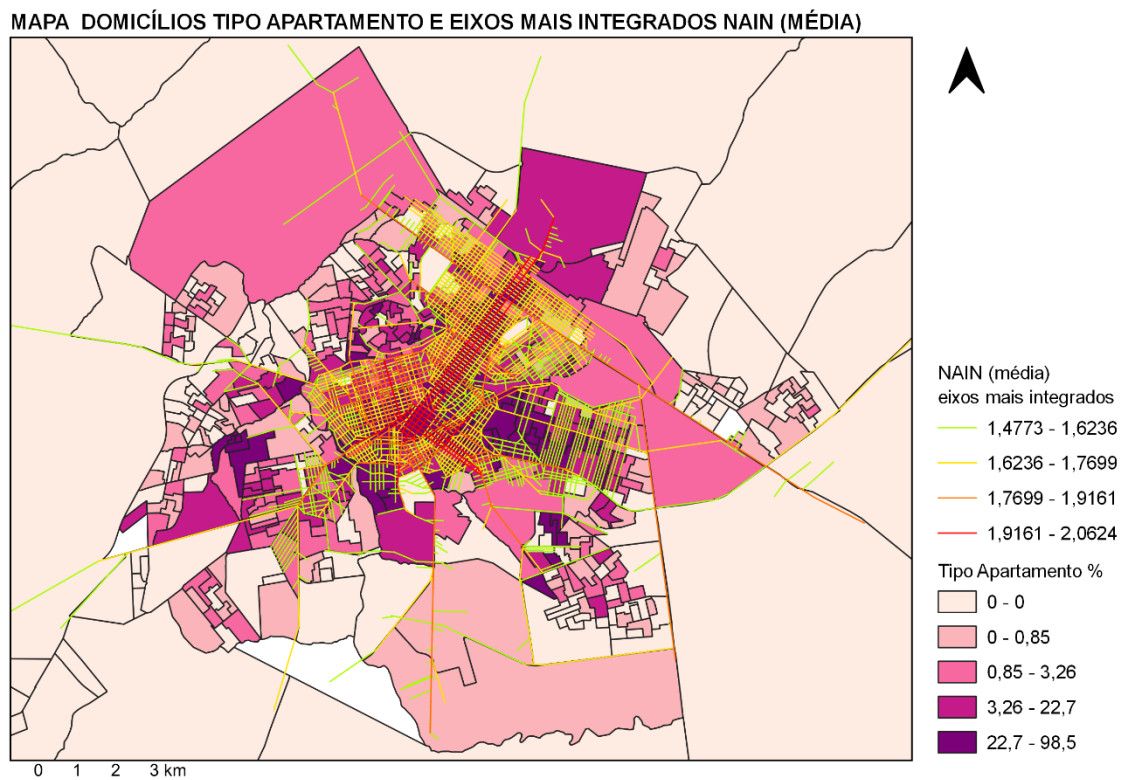 MAPA DOMICÍLIOS TIPO APARTAMENTO E EIXOS MAIS INTEGRADOS NAIN (MÉDIA)
NAIN (média)
eixos mais integrados
1,4773 - 1,6236
1,6236 - 1,7699
1,7699 - 1,9161
1,9161 - 2,0624
Tipo Apartamento %
0 - 0
0 - 0,85
0,85 - 3,26
3,26 - 22,7
22,7 - 98,5
0 1 2 3 km